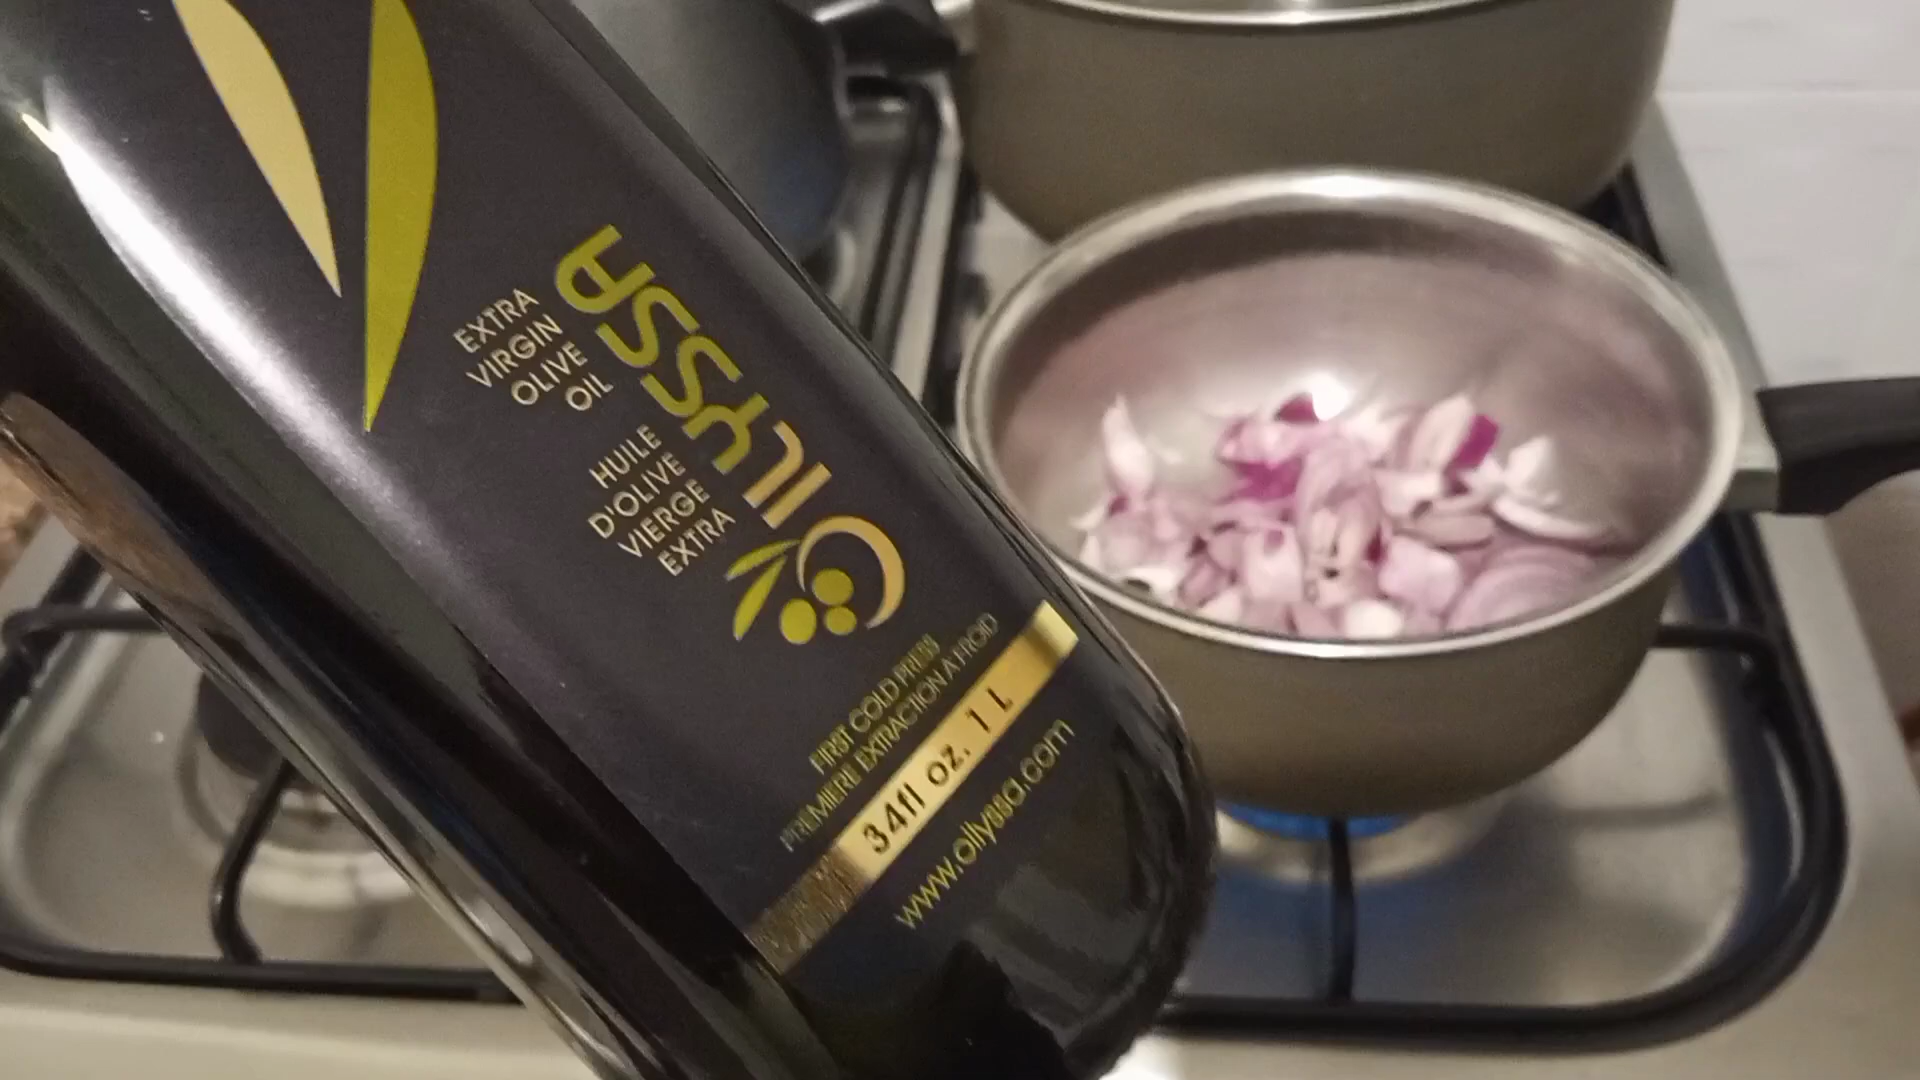 OLLYSSA
EXTRA
VIRGIN
OLIVE
OIL
HUILE
D'OLIVE
VIERGE
EXTRA
FIRST COLD PRESS
PREMIERE EXTRACTION A FROID
34fl oz. 1 L
www.ollyssa.com